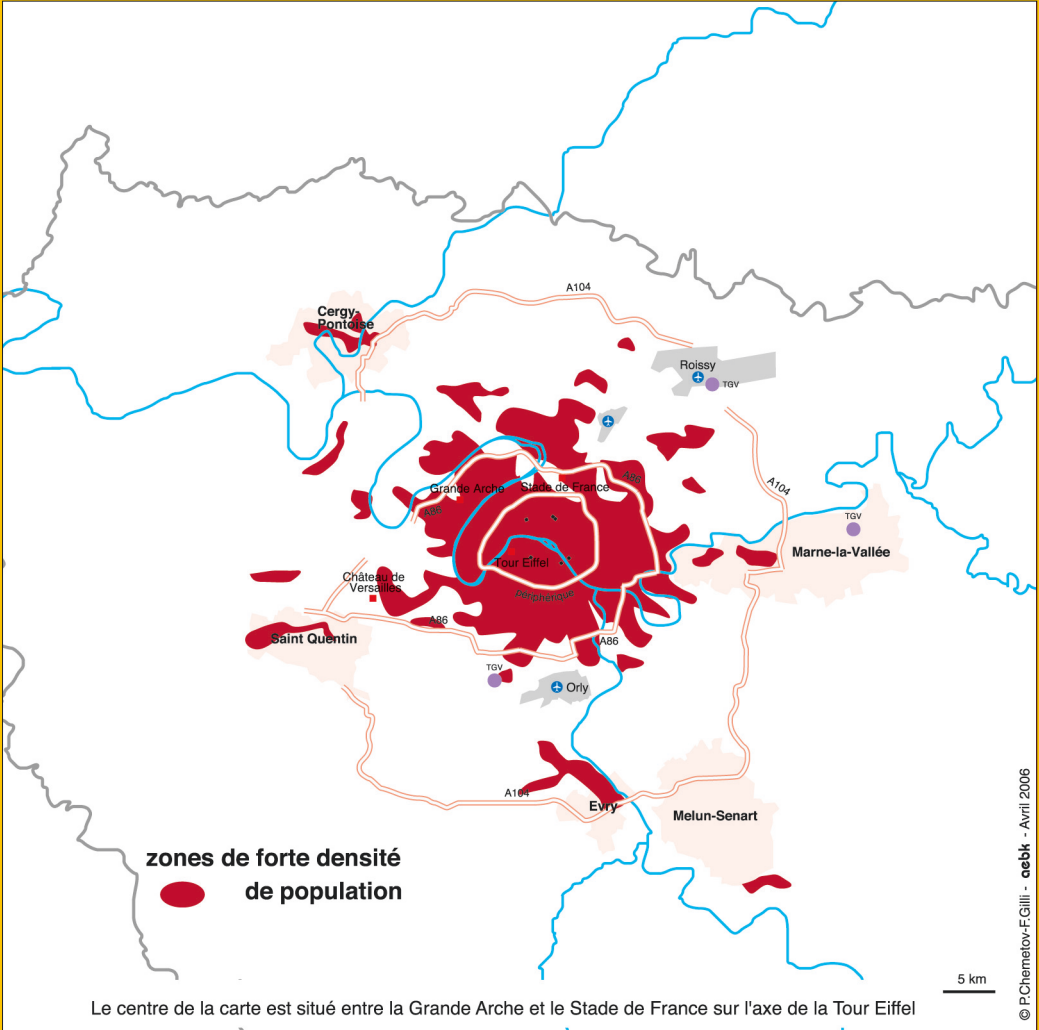 A104
Cergy-
Pontoise
Roissy
TGV
A104
Grande Arche
Stade de France
A86
A86
TGV
Marne-la-Vallée
Tour Eiffel
Château de
Versailles
périphérique
A86
Saint Quentin
A86
TGV
Orly
A104
Evry
Melun-Senart
zones de forte densité
de population
5 km
Le centre de la carte est situé entre la Grande Arche et le Stade de France sur l'axe de la Tour Eiffel
© P.Chemetov-F.Gilli - aebk - Avril 2006